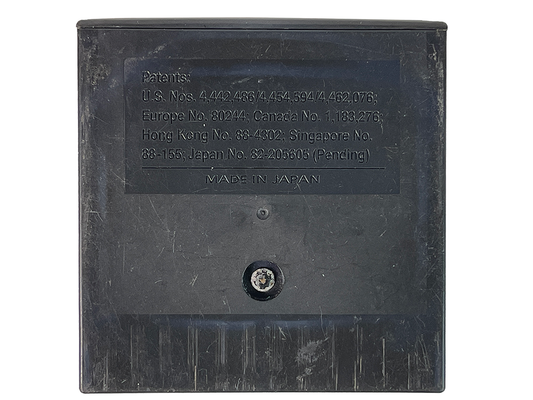 Patents:
U.S. Nos. 4,442,486/4,454,594/4,462,076;
Europe No. 80244; Canada No. 1,183,276;
Hong Kong No. 88-4302; Singapore No.
88-155; Japan No. 82-205605 (Pending)
MADE IN JAPAN